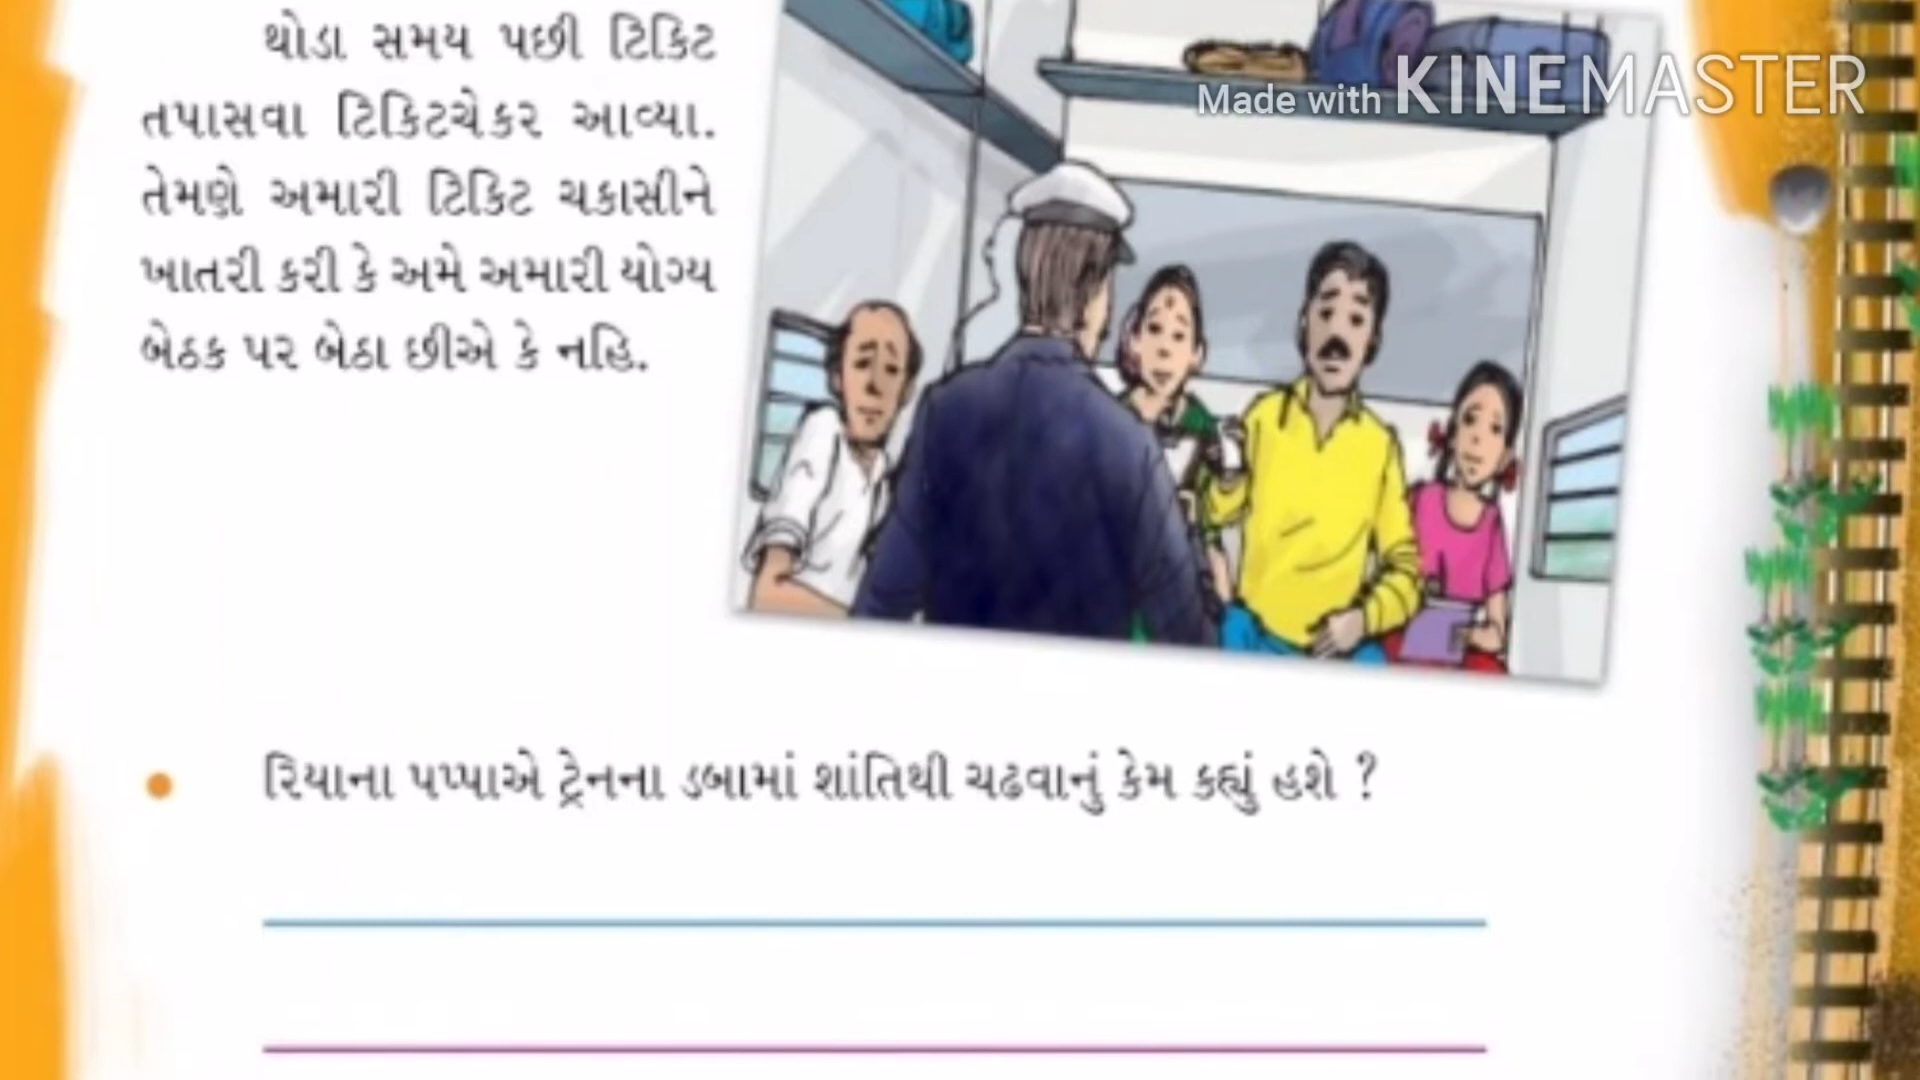 થોડા સમય પછી ટિકિટ
તપાસવા ટિકિટચેકર આવ્યા.
તેમણે અમારી ટિકિટ ચકાસીને
ખાતરી કરી કે અમે અમારી યોગ્ય
બેઠક પર બેઠા છીએ કે નહિ.
Made with KINEMASTER
રિયાના પપ્પાએ ટ્રેનના ડબામાં શાંતિથી ચઢવાનું કેમ કહ્યું હશે ?